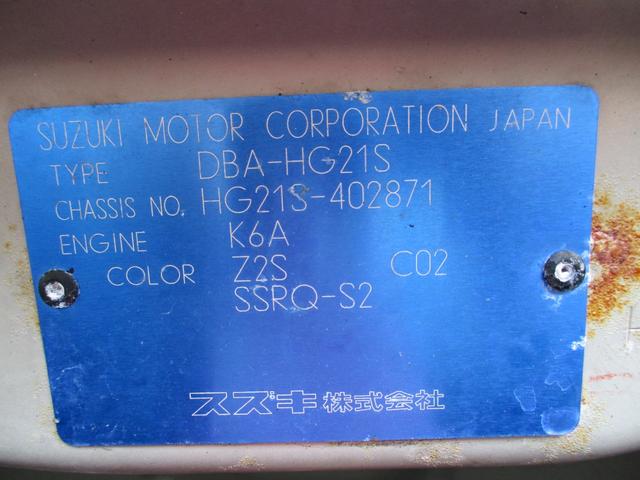 SUZUKI MOTOR CORPORATION JAPAN
TYPE DBA-HG21S
CHASSIS NO. HG21S-402871
ENGINE K6A
COLOR Z2S C02
SSRQ-S2
スズキ株式会社